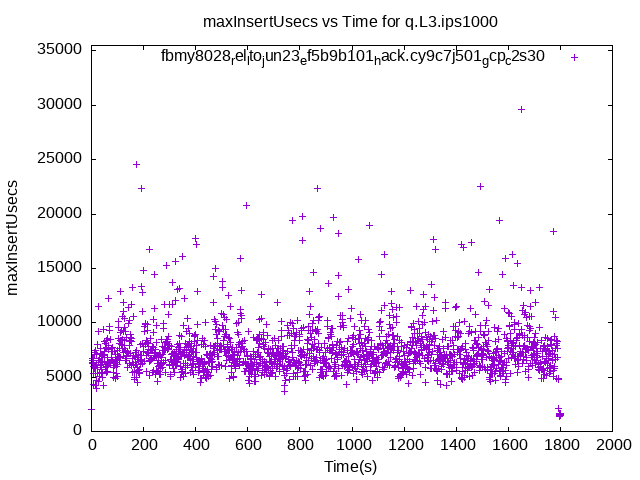 maxInsertUsecs vs Time for q.L3.ips1000
fbmy8028relltojun23ef5b9b101hack.cy9c7j501gcpc2s30
maxInsertUsecs
35000
30000
25000
20000
15000
10000
5000
0
0 200 400 600 800 1000 1200 1400 1600 1800 2000
Time(s)